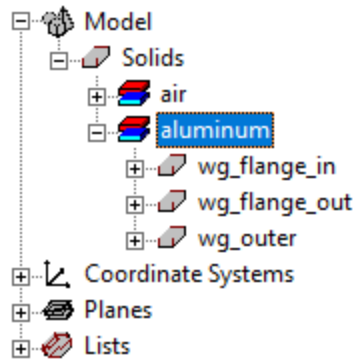 Model
Solids
air
aluminum
wg_flange_in
wg_flange_out
wg_outer
Coordinate Systems
Planes
Lists